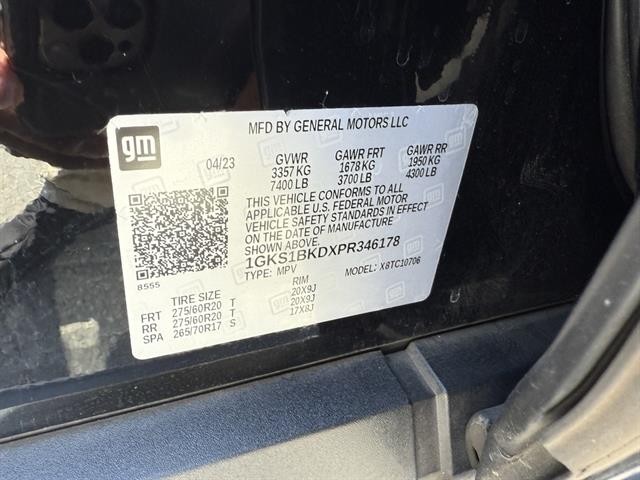 gm
MFD BY GENERAL MOTORS LLC
04/23 GVWR GAWR FRT GAWR RR
3357 KG 1678 KG 1950 KG
7400 LB 3700 LB 4300 LB
THIS VEHICLE CONFORMS TO ALL
APPLICABLE U.S. FEDERAL MOTOR
VEHICLE SAFETY STANDARDS IN EFFECT
ON THE DATE OF MANUFACTURE SHOWN ABOVE.
1GKS1BKDXPR346178
8555 TYPE: MPV MODEL: X8TC10706
TIRE SIZE RIM
FRT 275/60R20 T 20X9J
RR 275/60R20 T 20X9J
SPA 265/70R17 S 17X8J